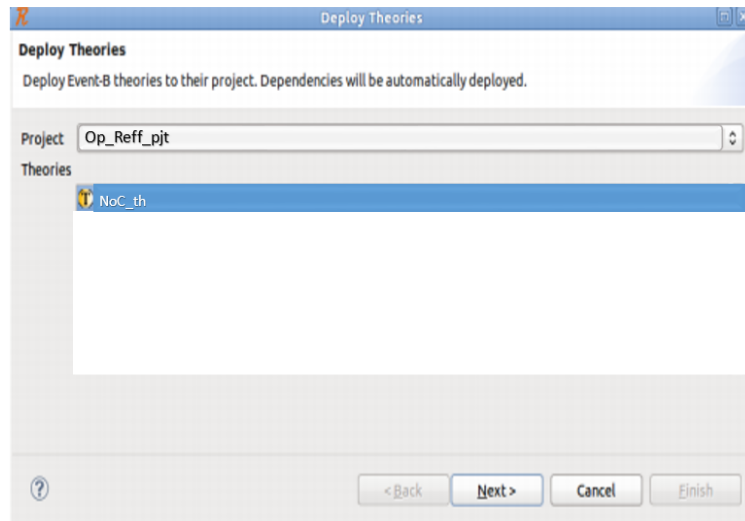 Deploy Theories
Deploy Theories
Deploy Event-B theories to their project. Dependencies will be automatically deployed.
Project Op_Reff_pjt
Theories
NoC_th
< Back Next > Cancel Finish